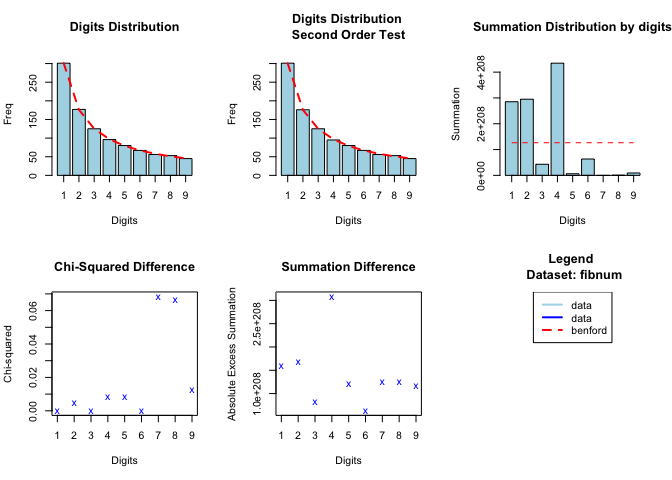 Digits Distribution
Freq
0 50 150 250
1 2 3 4 5 6 7 8 9
Digits
Digits Distribution
Second Order Test
Freq
0 50 150 250
1 2 3 4 5 6 7 8 9
Digits
Summation Distribution by digits
Summation
0e+00 2e+208 4e+208
1 2 3 4 5 6 7 8 9
Digits
Chi-Squared Difference
Chi-squared
0.00 0.02 0.04 0.06
1 2 3 4 5 6 7 8 9
Digits
Summation Difference
Absolute Excess Summation
1.0e+208 2.5e+208
1 2 3 4 5 6 7 8 9
Digits
Legend
Dataset: fibnum
data
data
benford